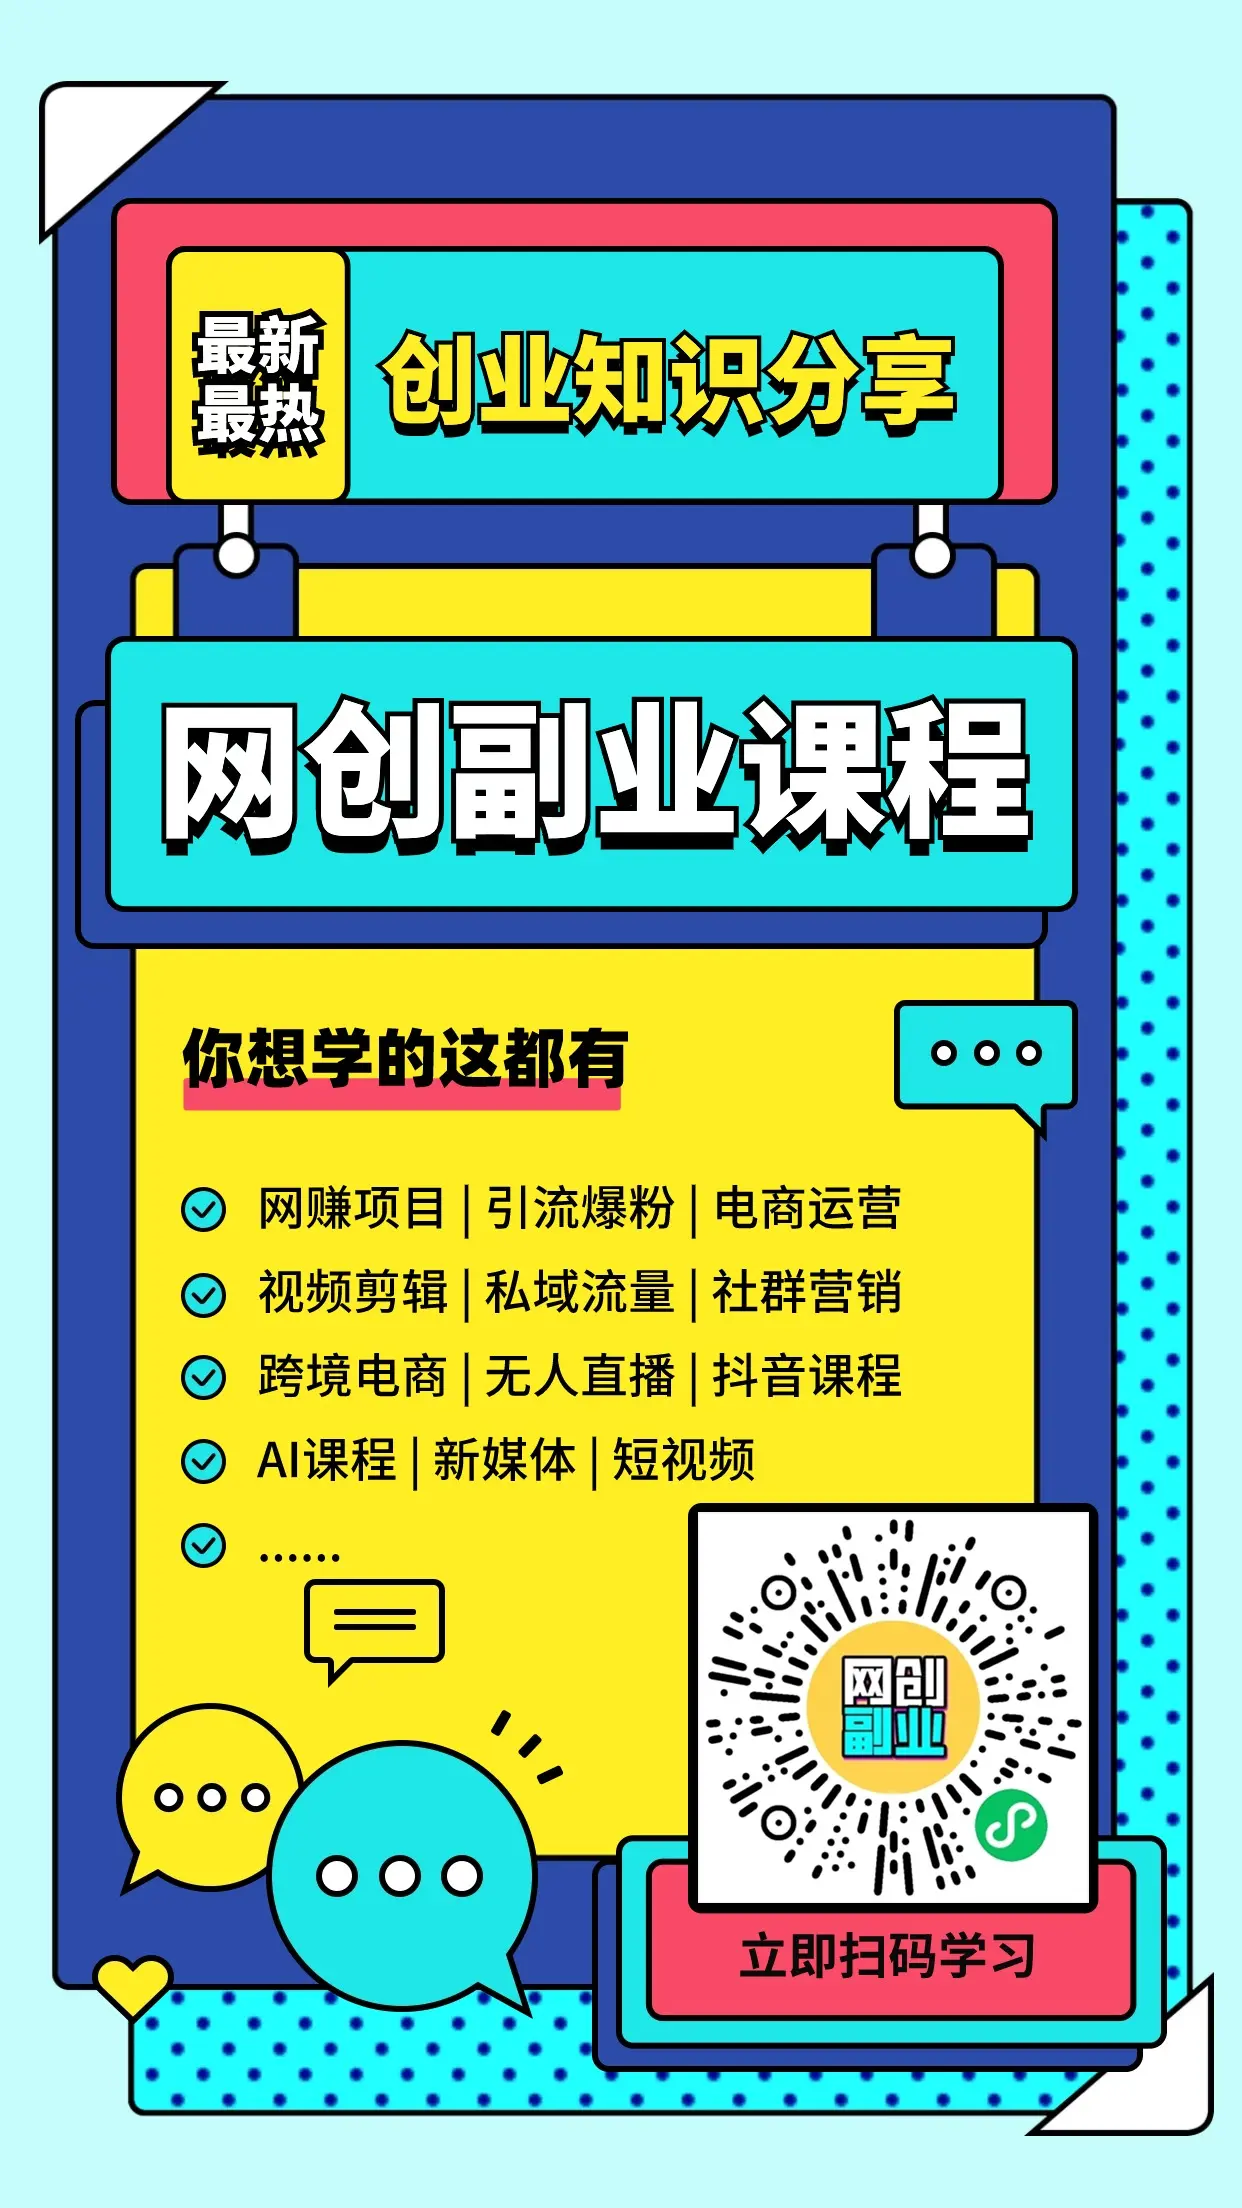 最新
最热
创业知识分享
网创副业课程
你想学的这都有
网赚项目 | 引流爆粉 | 电商运营
视频剪辑 | 私域流量 | 社群营销
跨境电商 | 无人直播 | 抖音课程
AI课程 | 新媒体 | 短视频
......
网创
副业
立即扫码学习